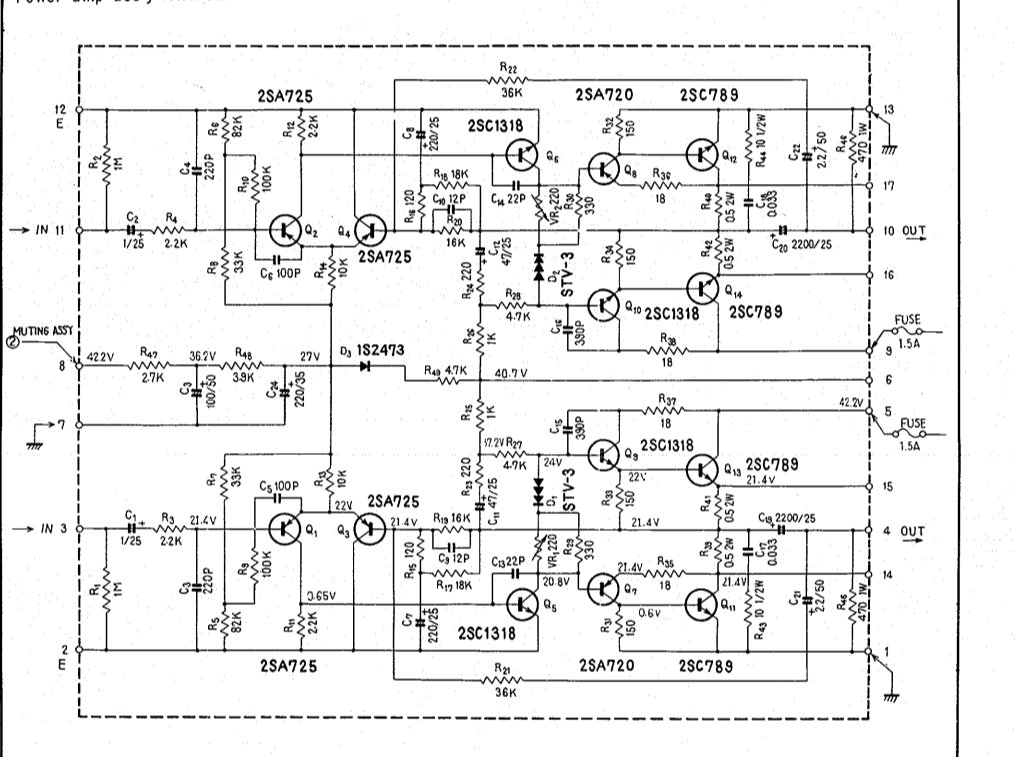 R22
36K
2SA725
2SA720
2SC789
12
E
13
R6
82K
R12
2.2K
C8
220/25
2SC1318
R32
150
R2
1M
C4
220P
R10
100K
Q6
Q8
Q12
R44 10 1/2W
C22
2.2/50
R46
470 1W
R18 18K
C14 22P
R36
18
17
R16 120
C10 12P
R20
16K
VR2 220
R30
330
R40
0.5 2W
C18
0.033
IN 11
C2
1/25
R4
2.2K
Q2
Q4
2SA725
C12
47/25
10 OUT
C20 2200/25
R8
33K
C6 100P
R14
10K
R24 220
D2
STV-3
R34
150
R42
0.5 2W
16
R28
4.7K
Q10
2SC1318
Q14
2SC789
C16
390P
R26
1K
R38
18
FUSE
1.5A
9
MUTING ASSY
2
8
42.2V
R47
2.7K
36.2V
R48
3.9K
27V
D3 1S2473
R49 4.7K
40.7V
6
C3
100/50
C24
220/35
7
R25
1K
R37
18
42.2V
5
FUSE
1.5A
C15
390P
R27
4.7K
24V
Q9
2SC1318
Q13
2SC789
21.4V
15
R7
33K
R13
10K
R23 220
C11
47/25
D1
STV-3
22V
R33
150
R41
0.5 2W
C5 100P
22V
2SA725
IN 3
C1
1/25
R3
2.2K
21.4V
Q1
Q3
21.4V
R19 16K
C9 12P
21.4V
C19 2200/25
4 OUT
R1
1M
C3
220P
R9
100K
R15 120
R17 18K
C13 22P
VR1 220
R29
330
R39
0.5 2W
C17
0.033
20.8V
21.4V
R35
18
21.4V
14
0.65V
Q5
Q7
0.6V
Q11
R43 10 1/2W
C21
2.2/50
R45
470 1W
R5
82K
R11
2.2K
C7
220/25
2SC1318
R31
150
2
E
1
2SA725
2SA720
2SC789
R21
36K